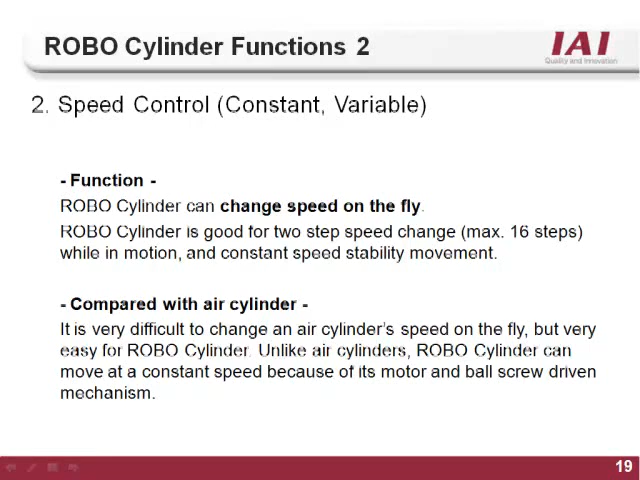 ROBO Cylinder Functions 2
IAI
Quality and Innovation
2. Speed Control (Constant, Variable)
- Function -
ROBO Cylinder can change speed on the fly.
ROBO Cylinder is good for two step speed change (max. 16 steps)
while in motion, and constant speed stability movement.
- Compared with air cylinder -
It is very difficult to change an air cylinder's speed on the fly, but very
easy for ROBO Cylinder. Unlike air cylinders, ROBO Cylinder can
move at a constant speed because of its motor and ball screw driven
mechanism.
19